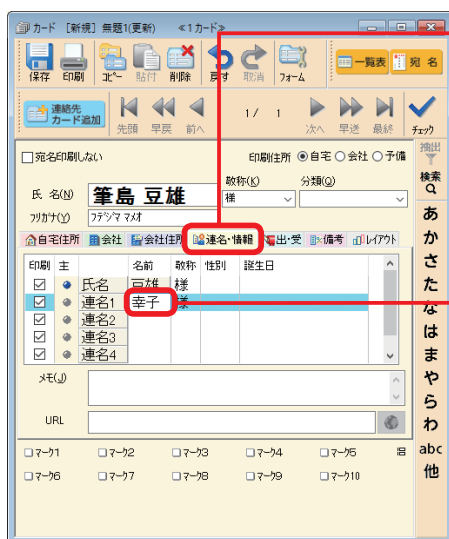 カード [新規] 無題1(更新) ≪1カード≫
保存 印刷 コピー 貼付 削除 戻す 取消 フォーム 一覧表 宛 名
連絡先
カード追加 先頭 早戻 前へ 1/ 1 次へ 早送 最終 チェック
宛名印刷しない 印刷住所 自宅 会社 予備 抽出
敬称(K) 分類(Q) 検索
氏 名(N) 筆島 豆雄 様
フリガナ(Y) フデシマ マメオ
自宅住所 会社 会社住所 連名・情報 出・受 備考 レイアウト
印刷 主 名前 敬称 性別 誕生日
氏名 豆雄 様
連名1 幸子 様
連名2
連名3
連名4
メモ(J)
URL
マーク1 マーク2 マーク3 マーク4 マーク5
マーク6 マーク7 マーク8 マーク9 マーク10
あ
か
さ
た
な
は
ま
や
ら
わ
abc
他